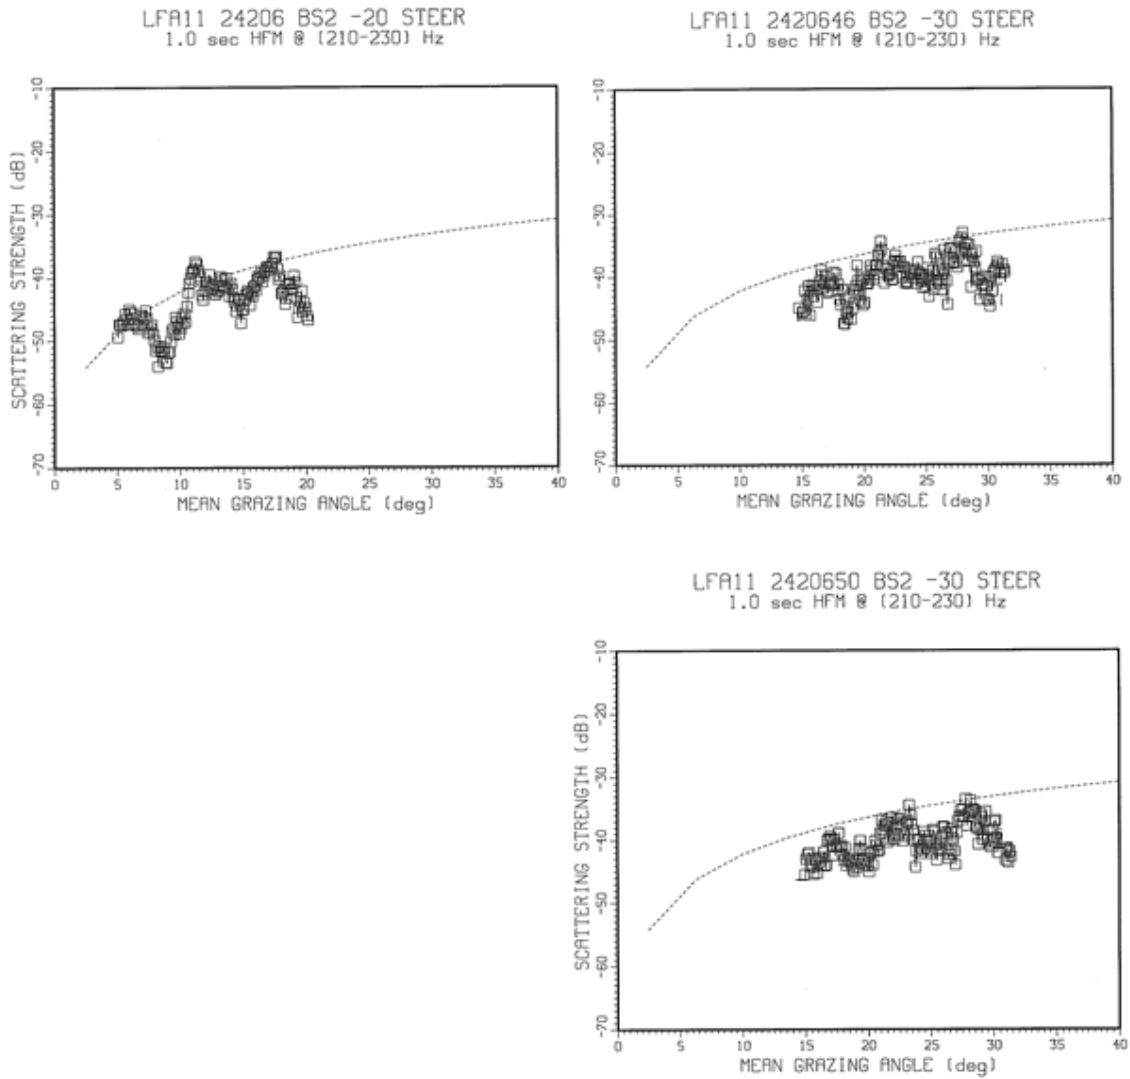 LFA11 24206 BS2 -20 STEER
1.0 sec HFM @ (210-230) Hz
SCATTERING STRENGTH (dB)
-10
-20
-30
-40
-50
-60
-70
0 5 10 15 20 25 30 35 40
MEAN GRAZING ANGLE (deg)
LFA11 2420646 BS2 -30 STEER
1.0 sec HFM @ (210-230) Hz
SCATTERING STRENGTH (dB)
-10
-20
-30
-40
-50
-60
-70
0 5 10 15 20 25 30 35 40
MEAN GRAZING ANGLE (deg)
LFA11 2420650 BS2 -30 STEER
1.0 sec HFM @ (210-230) Hz
SCATTERING STRENGTH (dB)
-10
-20
-30
-40
-50
-60
-70
0 5 10 15 20 25 30 35 40
MEAN GRAZING ANGLE (deg)